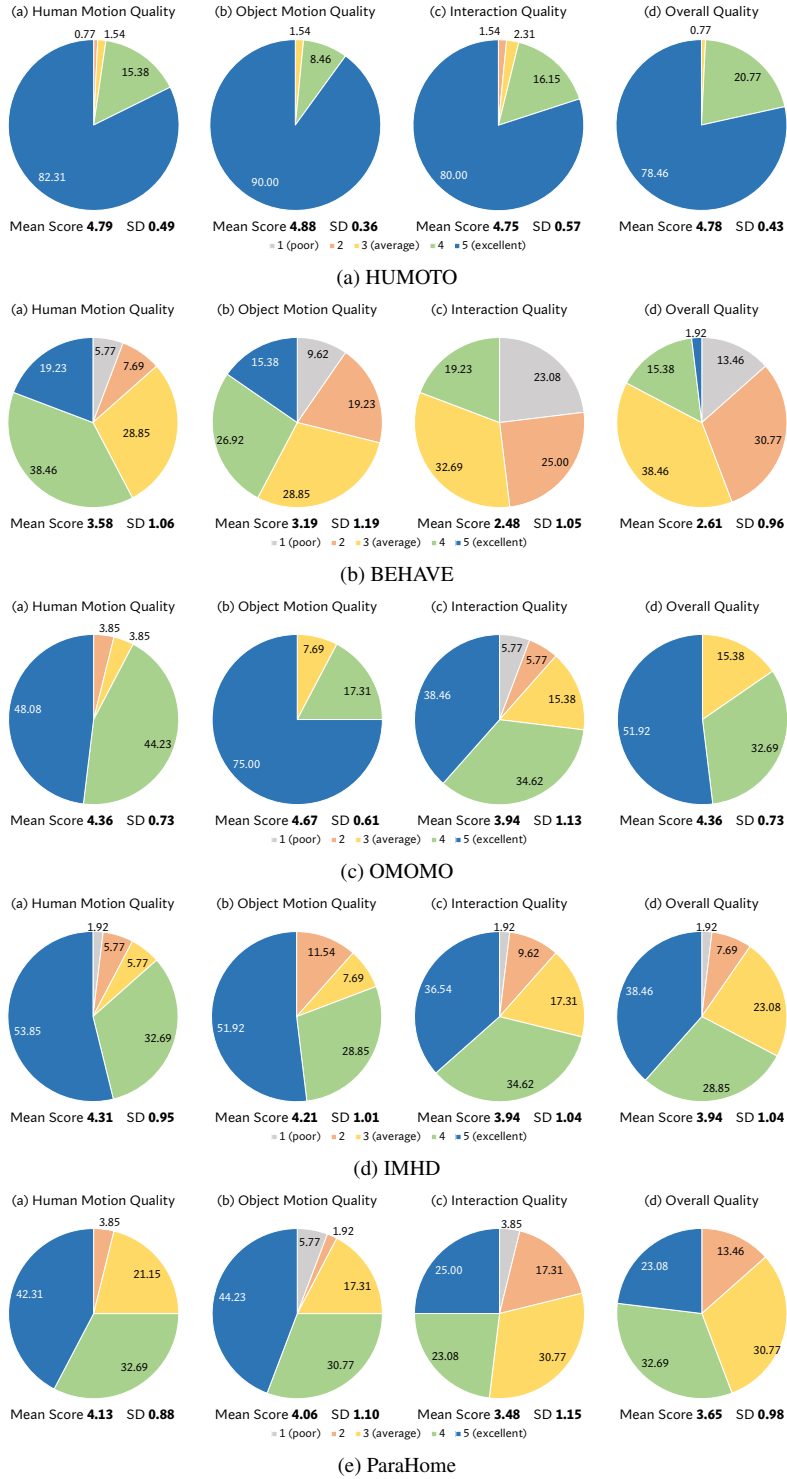 (a) Human Motion Quality (b) Object Motion Quality (c) Interaction Quality (d) Overall Quality
0.77 1.54 1.54 1.54 2.31 0.77
15.38 8.46 16.15 20.77
82.31 90.00 80.00 78.46
Mean Score 4.79 SD 0.49 Mean Score 4.88 SD 0.36 Mean Score 4.75 SD 0.57 Mean Score 4.78 SD 0.43
1 (poor) 2 3 (average) 4 5 (excellent)
(a) HUMOTO
(a) Human Motion Quality (b) Object Motion Quality (c) Interaction Quality (d) Overall Quality
1.92
5.77 9.62 13.46
19.23 7.69 15.38 19.23 23.08 15.38
19.23
28.85 26.92 30.77
38.46 28.85 32.69 25.00 38.46
Mean Score 3.58 SD 1.06 Mean Score 3.19 SD 1.19 Mean Score 2.48 SD 1.05 Mean Score 2.61 SD 0.96
1 (poor) 2 3 (average) 4 5 (excellent)
(b) BEHAVE
(a) Human Motion Quality (b) Object Motion Quality (c) Interaction Quality (d) Overall Quality
3.85 3.85
7.69 5.77 5.77 15.38
48.08 17.31 38.46 15.38
44.23 75.00 34.62 51.92 32.69
Mean Score 4.36 SD 0.73 Mean Score 4.67 SD 0.61 Mean Score 3.94 SD 1.13 Mean Score 4.36 SD 0.73
1 (poor) 2 3 (average) 4 5 (excellent)
(c) OMOMO
(a) Human Motion Quality (b) Object Motion Quality (c) Interaction Quality (d) Overall Quality
1.92 1.92 1.92
5.77 5.77 11.54 7.69 9.62 7.69
36.54 17.31 38.46 23.08
53.85 32.69 51.92 28.85 34.62 28.85
Mean Score 4.31 SD 0.95 Mean Score 4.21 SD 1.01 Mean Score 3.94 SD 1.04 Mean Score 3.94 SD 1.04
1 (poor) 2 3 (average) 4 5 (excellent)
(d) IMHD
(a) Human Motion Quality (b) Object Motion Quality (c) Interaction Quality (d) Overall Quality
3.85 1.92 3.85
5.77 13.46
42.31 21.15 44.23 17.31 25.00 17.31 23.08
32.69 30.77 23.08 30.77 32.69 30.77
Mean Score 4.13 SD 0.88 Mean Score 4.06 SD 1.10 Mean Score 3.48 SD 1.15 Mean Score 3.65 SD 0.98
1 (poor) 2 3 (average) 4 5 (excellent)
(e) ParaHome